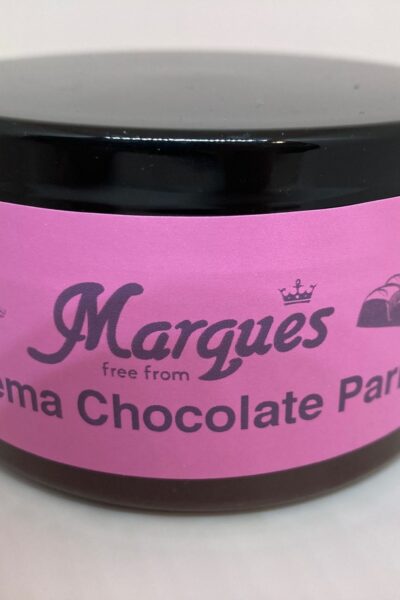 Marques
free from
ema Chocolate Par